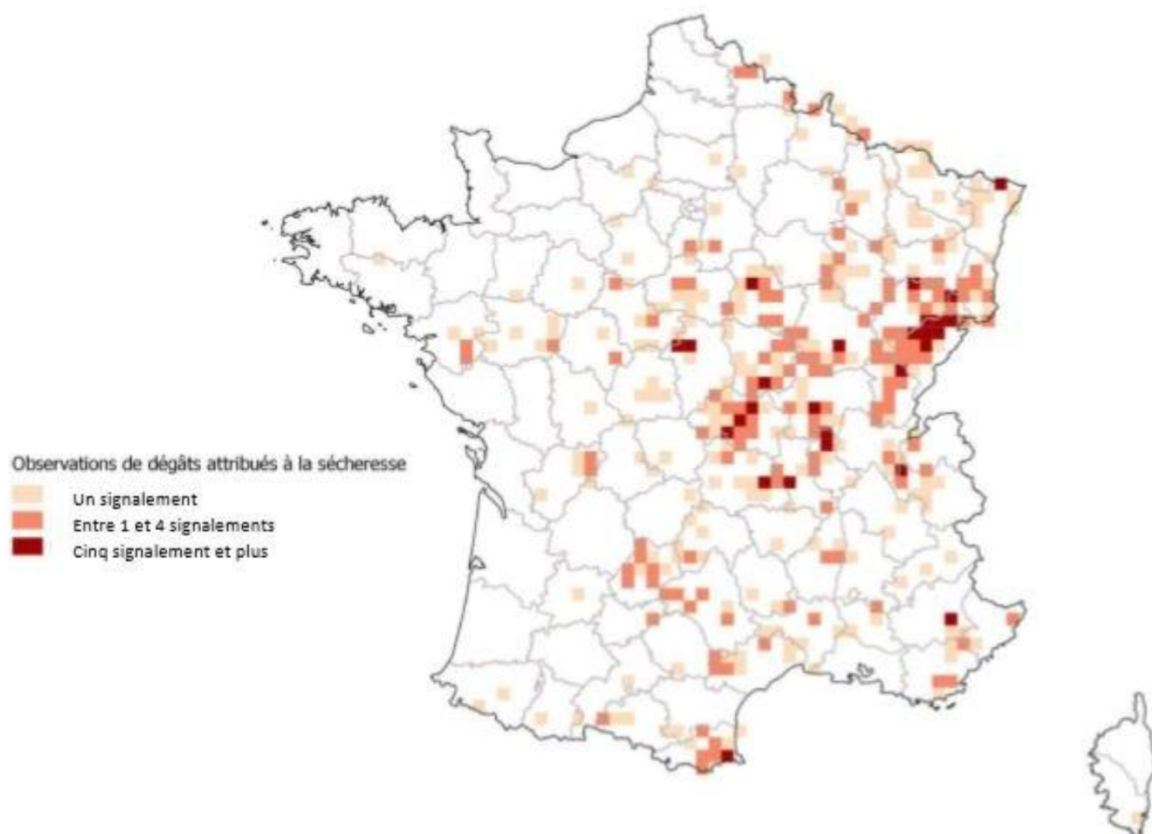 Observations de dégâts attribués à la sécheresse
Un signalement
Entre 1 et 4 signalements
Cinq signalement et plus